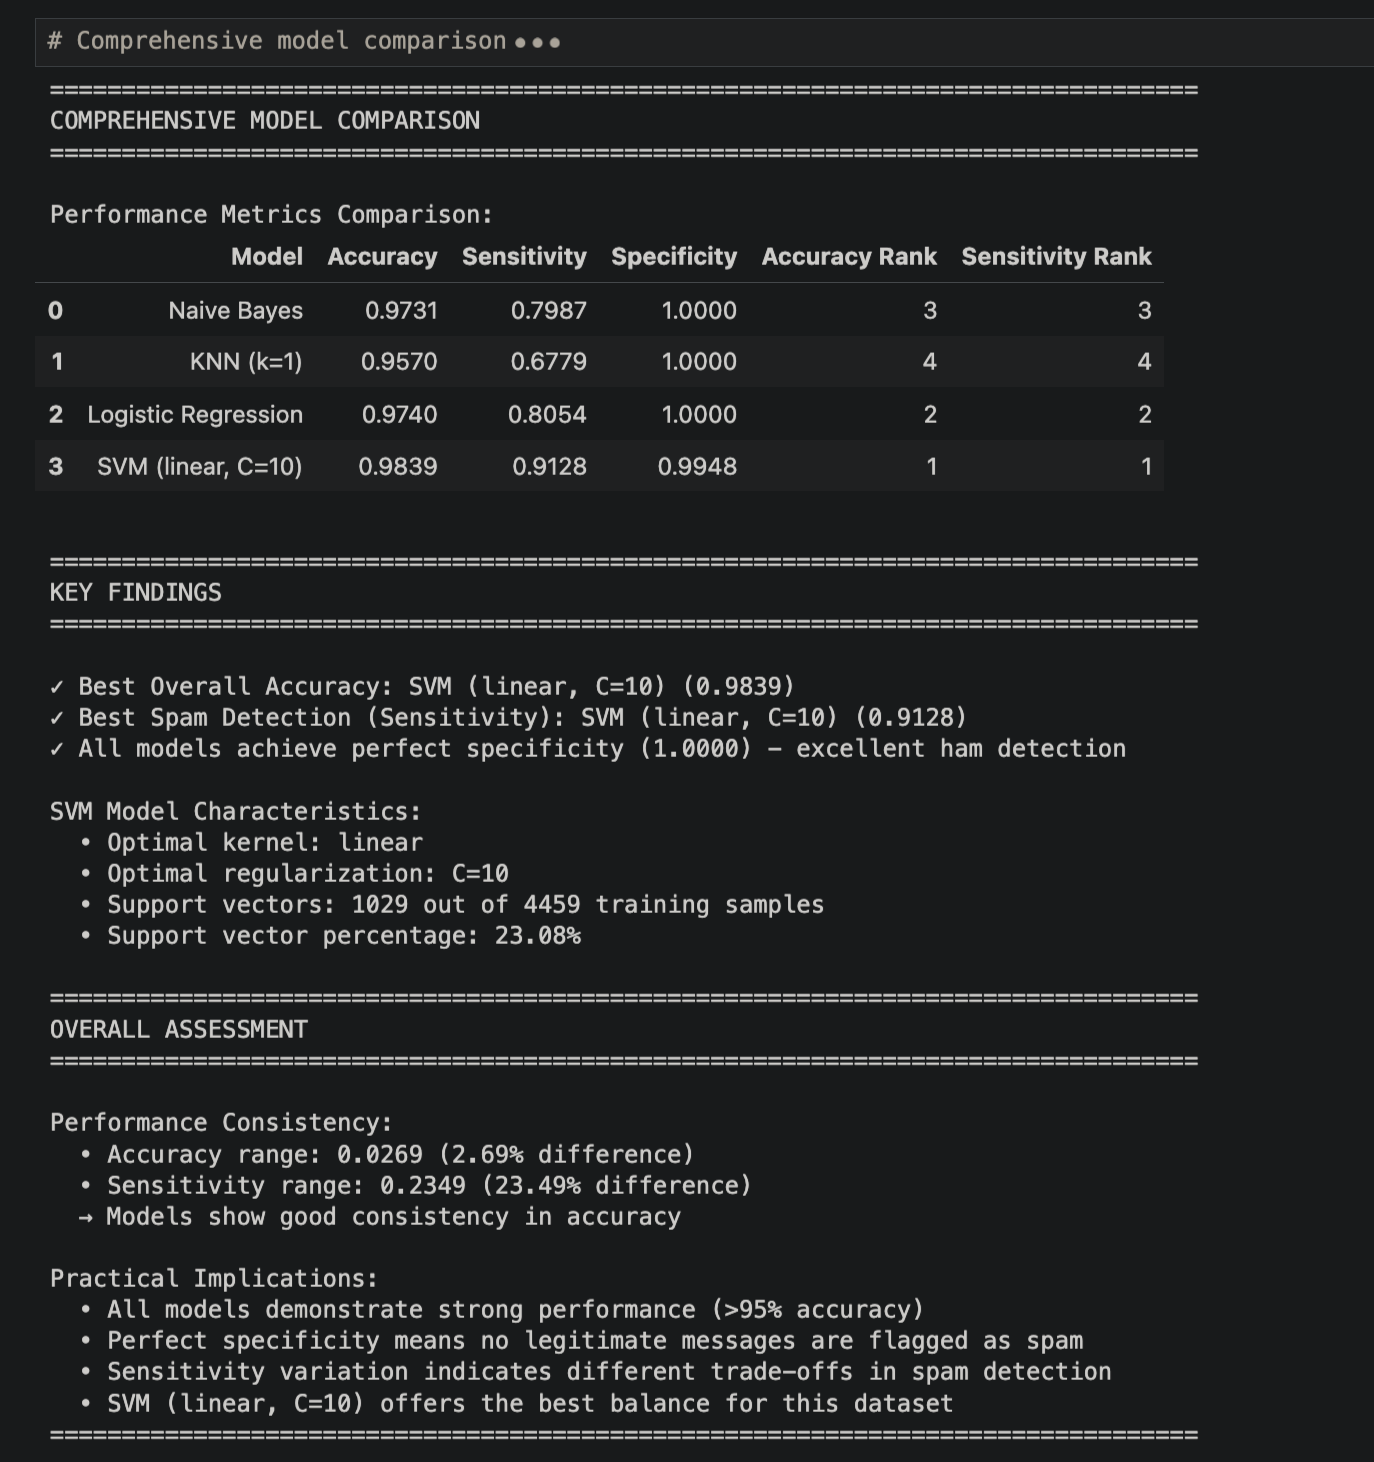 # Comprehensive model comparison •••
================================================================================
COMPREHENSIVE MODEL COMPARISON
================================================================================
Performance Metrics Comparison:
Model Accuracy Sensitivity Specificity Accuracy Rank Sensitivity Rank
0 Naive Bayes 0.9731 0.7987 1.0000 3 3
1 KNN (k=1) 0.9570 0.6779 1.0000 4 4
2 Logistic Regression 0.9740 0.8054 1.0000 2 2
3 SVM (linear, C=10) 0.9839 0.9128 0.9948 1 1
================================================================================
KEY FINDINGS
================================================================================
✓ Best Overall Accuracy: SVM (linear, C=10) (0.9839)
✓ Best Spam Detection (Sensitivity): SVM (linear, C=10) (0.9128)
✓ All models achieve perfect specificity (1.0000) – excellent ham detection
SVM Model Characteristics:
• Optimal kernel: linear
• Optimal regularization: C=10
• Support vectors: 1029 out of 4459 training samples
• Support vector percentage: 23.08%
================================================================================
OVERALL ASSESSMENT
================================================================================
Performance Consistency:
• Accuracy range: 0.0269 (2.69% difference)
• Sensitivity range: 0.2349 (23.49% difference)
→ Models show good consistency in accuracy
Practical Implications:
• All models demonstrate strong performance (>95% accuracy)
• Perfect specificity means no legitimate messages are flagged as spam
• Sensitivity variation indicates different trade-offs in spam detection
• SVM (linear, C=10) offers the best balance for this dataset
================================================================================